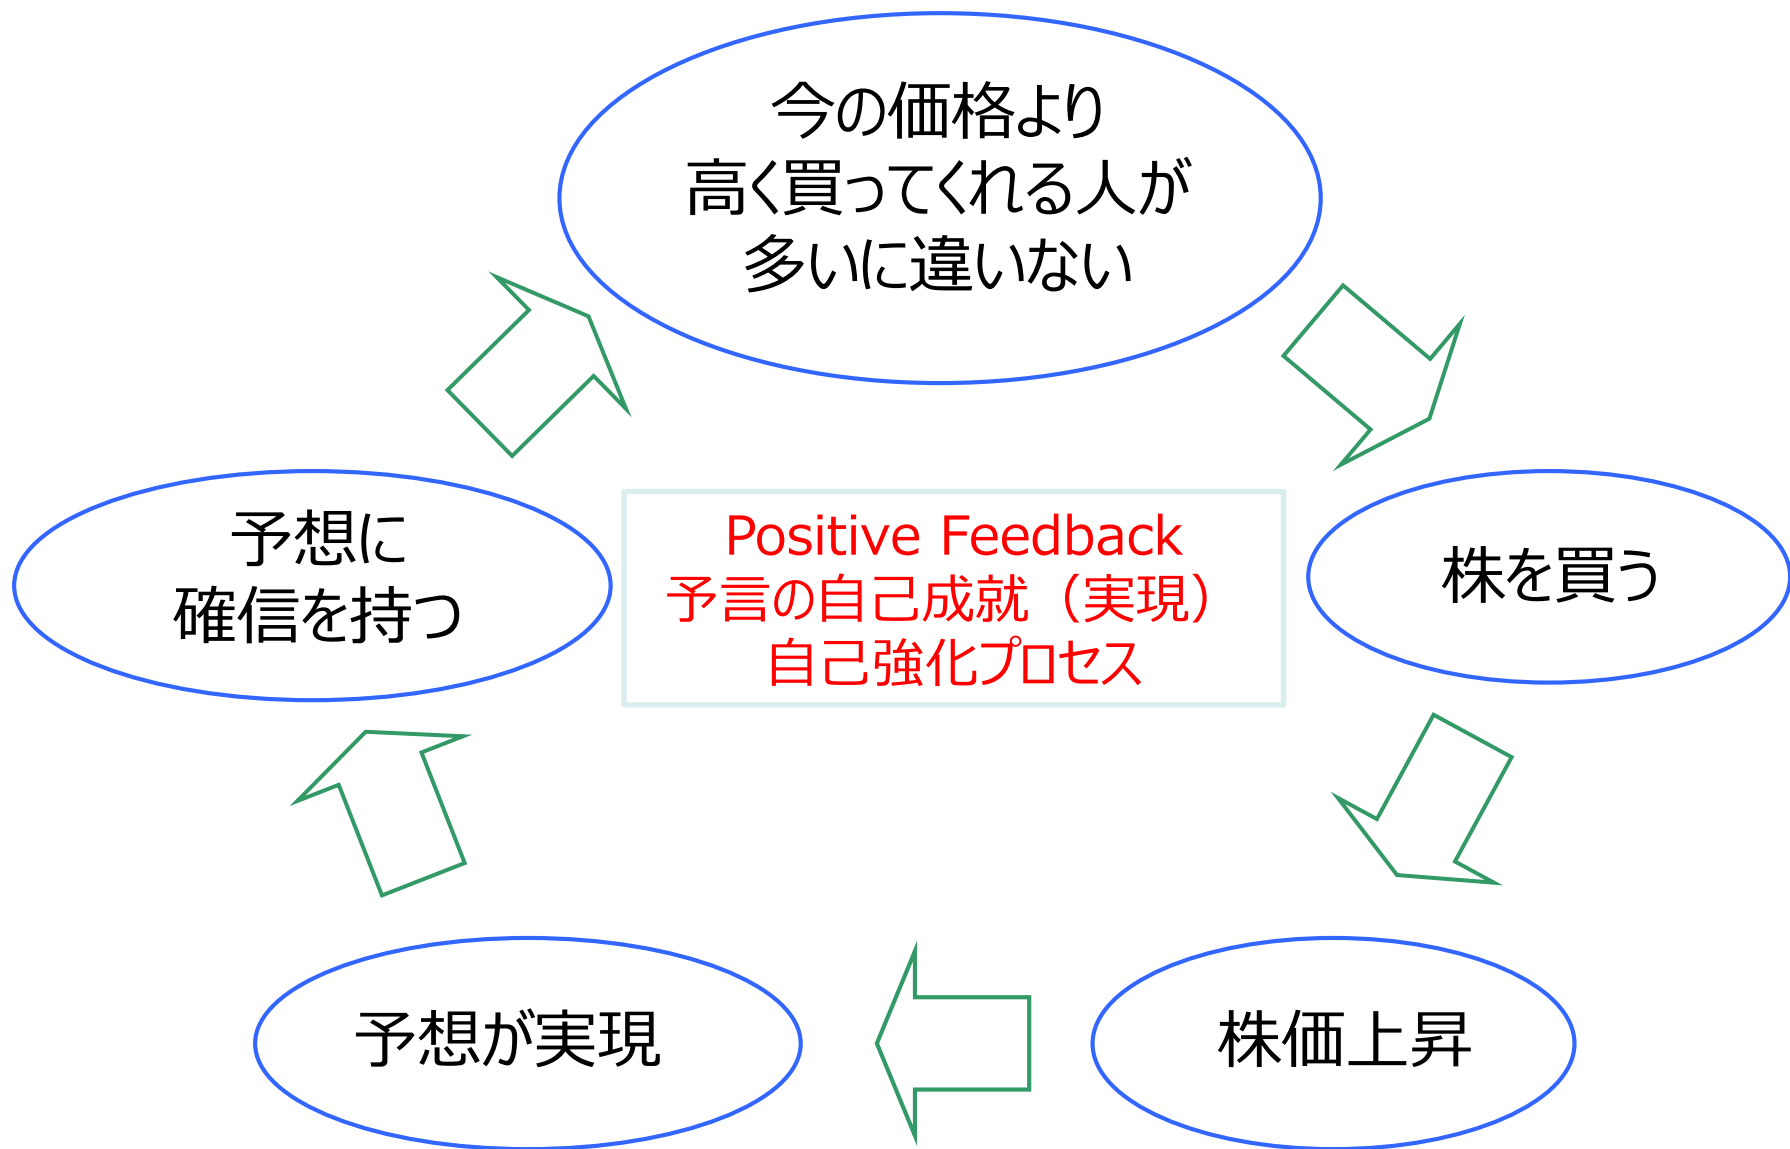 今の価格より
高く買ってくれる人が
多いに違いない
予想に
確信を持つ
Positive Feedback
予言の自己成就（実現）
自己強化プロセス
株を買う
予想が実現
株価上昇